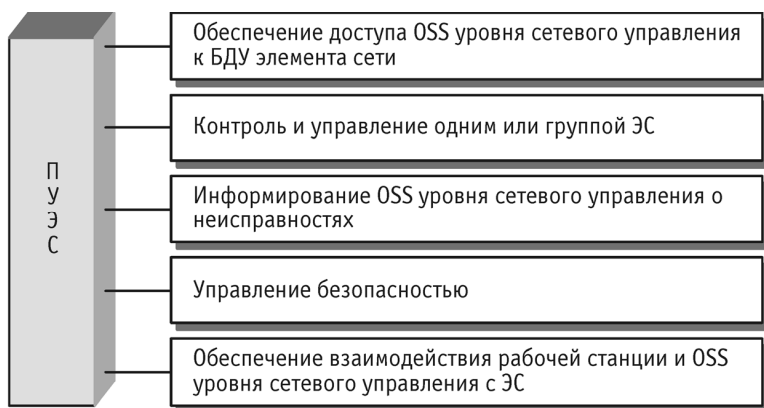 Обеспечение доступа OSS уровня сетевого управления
к БДУ элемента сети
Контроль и управление одним или группой ЭС
П
У
Э
С
Информирование OSS уровня сетевого управления о
неисправностях
Управление безопасностью
Обеспечение взаимодействия рабочей станции и OSS
уровня сетевого управления с ЭС